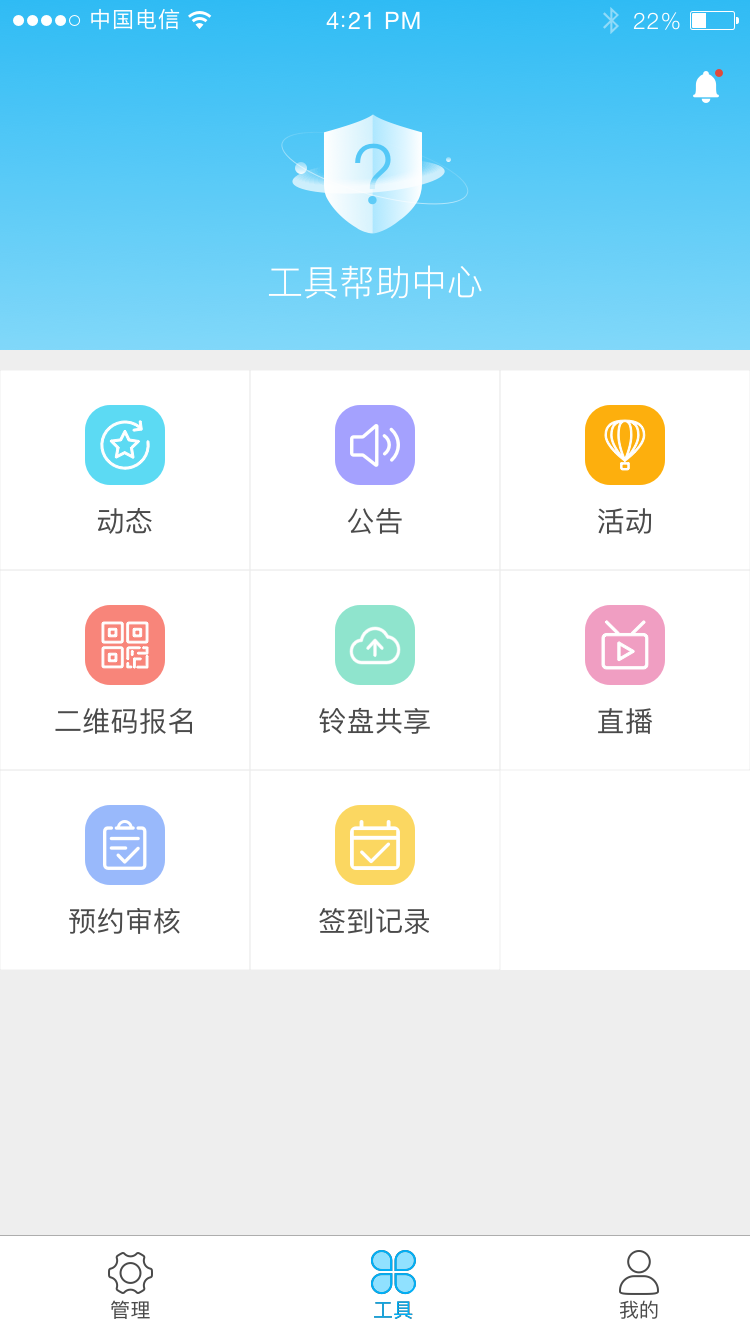 中国电信 4:21 PM 22%
?
工具帮助中心
动态 公告 活动
二维码报名 铃盘共享 直播
预约审核 签到记录
管理 工具 我的